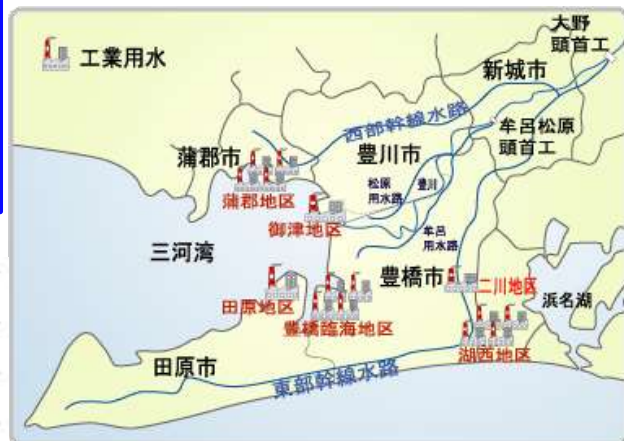 工業用水
大野
頭首工
新城市
牟呂松原
頭首工
西部幹線水路
豊川市
蒲郡市
蒲郡地区
松原
用水路
豊川
御津地区
牟呂
用水路
三河湾
豊橋市
二川地区
浜名湖
田原地区
豊橋臨海地区
湖西地区
田原市
東部幹線水路